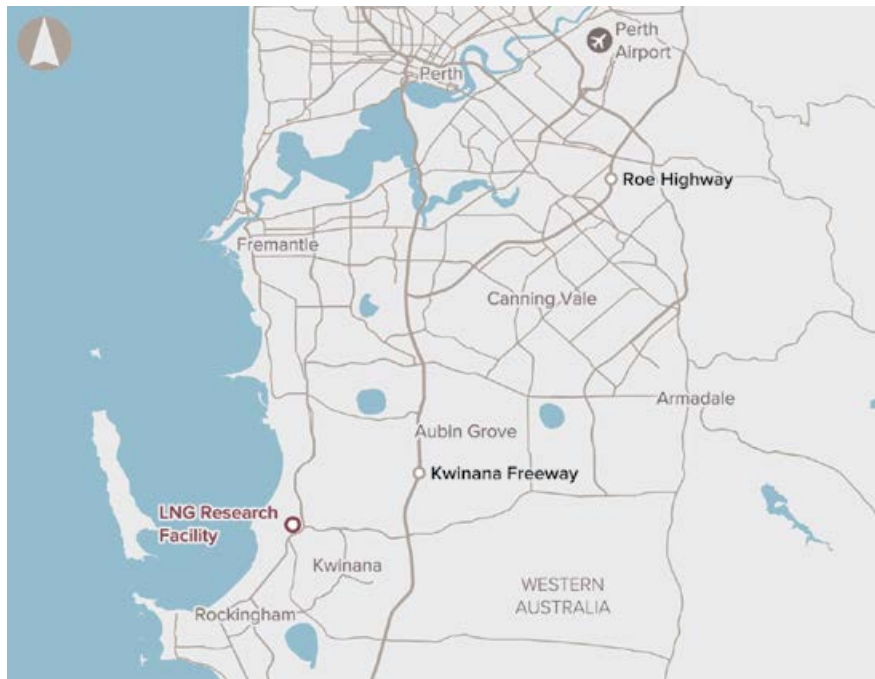 Perth
Airport
Perth
Roe Highway
Fremantle
Canning Vale
Armadale
Aubin Grove
Kwinana Freeway
LNG Research
Facility
Kwinana
WESTERN
AUSTRALIA
Rockingham